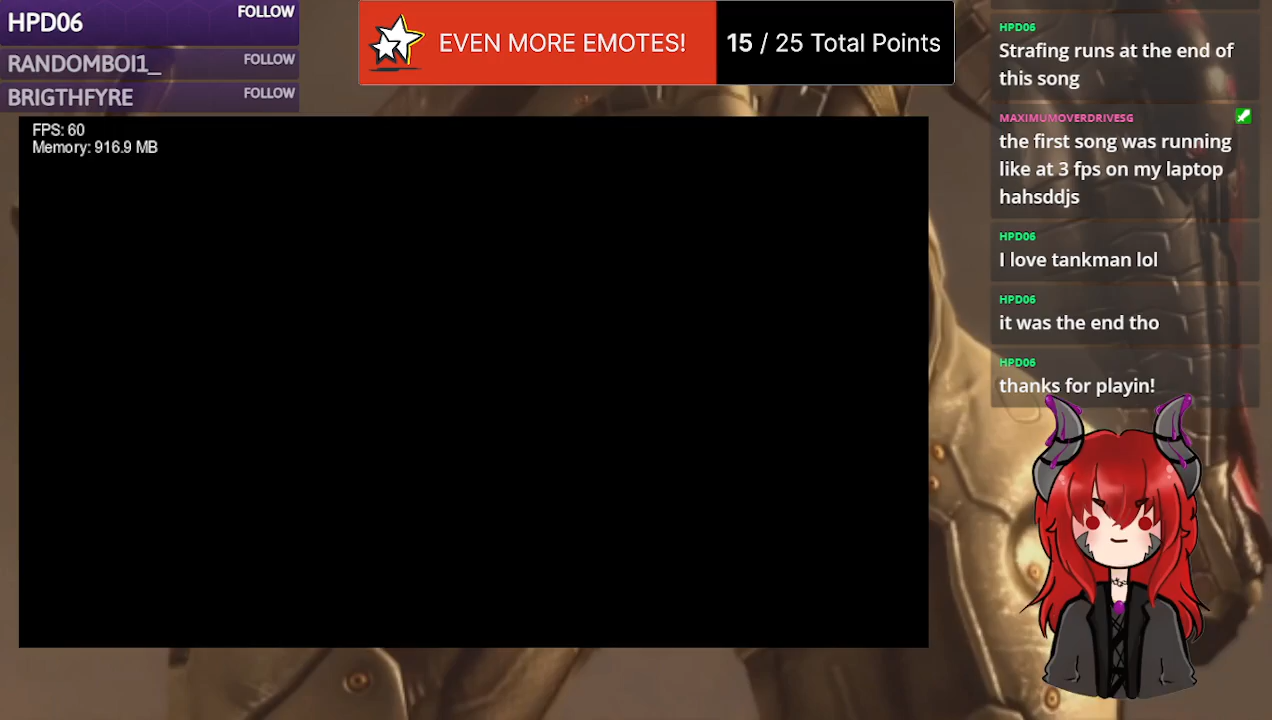 HPD06 FOLLOW
RANDOMBOI1_ FOLLOW
BRIGTHFYRE FOLLOW
EVEN MORE EMOTES! 15 / 25 Total Points
FPS: 60
Memory: 916.9 MB
HPD06
Strafing runs at the end of
this song
MAXIMUMOVERDRIVESG
the first song was running
like at 3 fps on my laptop
hahsddjs
HPD06
I love tankman lol
HPD06
it was the end tho
HPD06
thanks for playin!